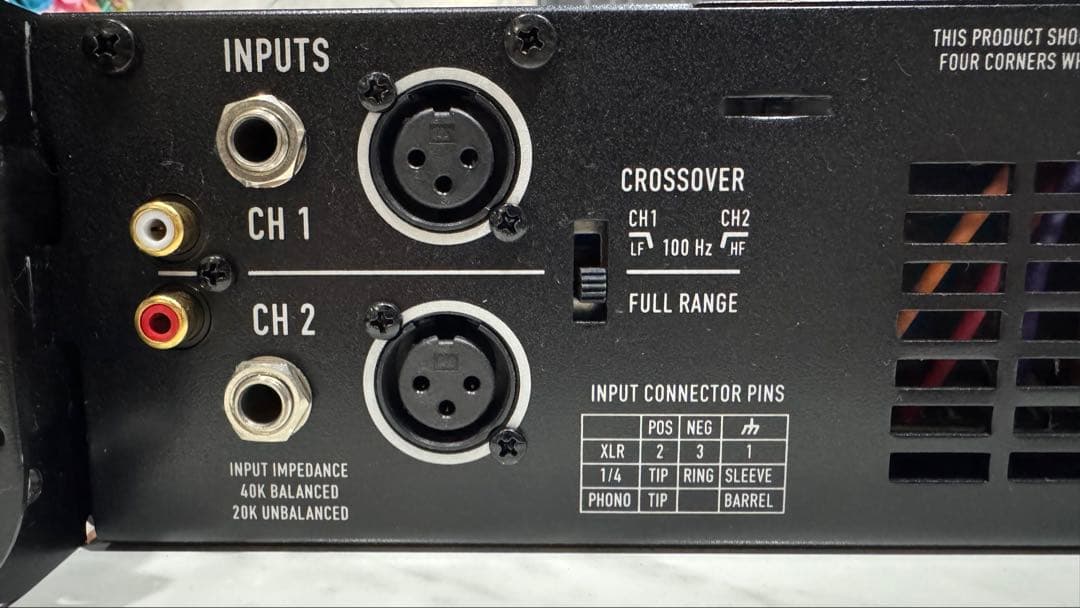 INPUTS
CH 1
CH 2
INPUT IMPEDANCE
40K BALANCED
20K UNBALANCED
THIS PRODUCT
FOUR CORNERS
CROSSOVER
CH1 CH2
LF 100 Hz HF
FULL RANGE
INPUT CONNECTOR PINS
POS NEG
XLR 2 3 1
1/4 TIP RING SLEEVE
PHONO TIP BARREL